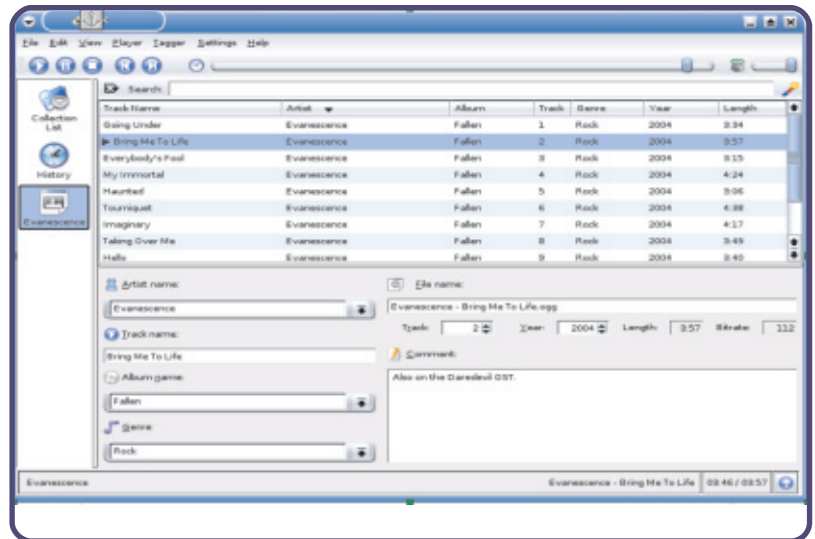 File Edit View Player Tagger Settings Help
Search:
Track Name Artist Album Track Genre Year Length
Going Under Evanescence Fallen 1 Rock 2004 3:34
Bring Me To Life Evanescence Fallen 2 Rock 2004 3:57
Everybody's Fool Evanescence Fallen 3 Rock 2004 3:15
My Immortal Evanescence Fallen 4 Rock 2004 4:24
Haunted Evanescence Fallen 5 Rock 2004 3:06
Tourniquet Evanescence Fallen 6 Rock 2004 4:38
Imaginary Evanescence Fallen 7 Rock 2004 4:17
Taking Over Me Evanescence Fallen 8 Rock 2004 3:49
Hello Evanescence Fallen 9 Rock 2004 3:40
Collection
List
History
Evanescence
Artist name:
Evanescence
Track name:
Bring Me To Life
Album name:
Fallen
Genre:
Rock
File name:
Evanescence - Bring Me To Life.ogg
Track: 2 Year: 2004 Length: 3:57 Bitrate: 112
Comment:
Also on the Daredevil OST.
Evanescence Evanescence - Bring Me To Life 03:46 / 03:57